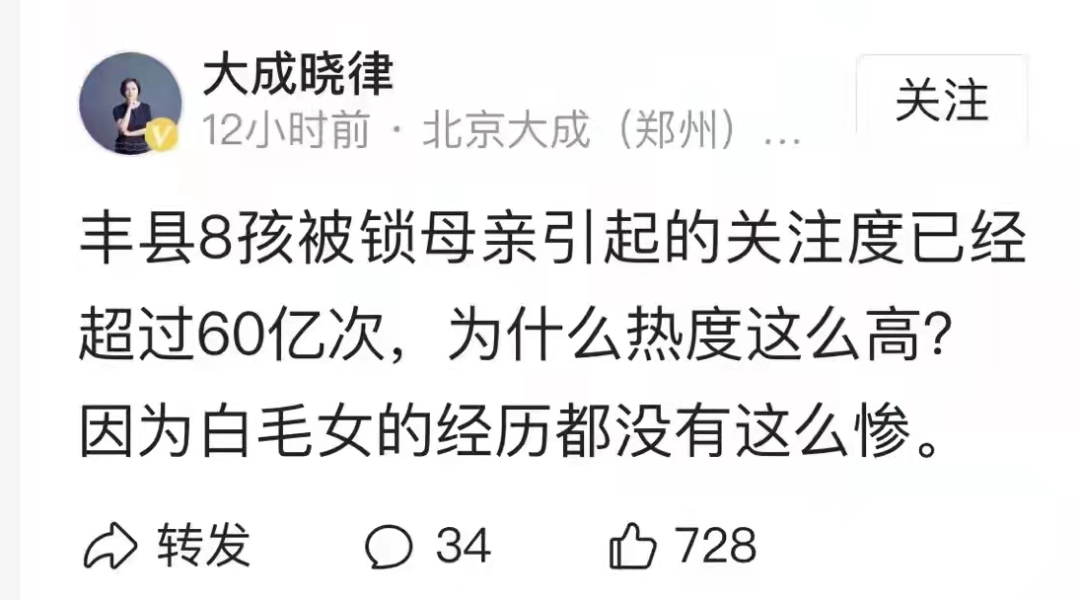 大成晓律
关注
12小时前 · 北京大成（郑州）...
丰县8孩被锁母亲引起的关注度已经
超过60亿次，为什么热度这么高？
因为白毛女的经历都没有这么惨。
转发 34 728